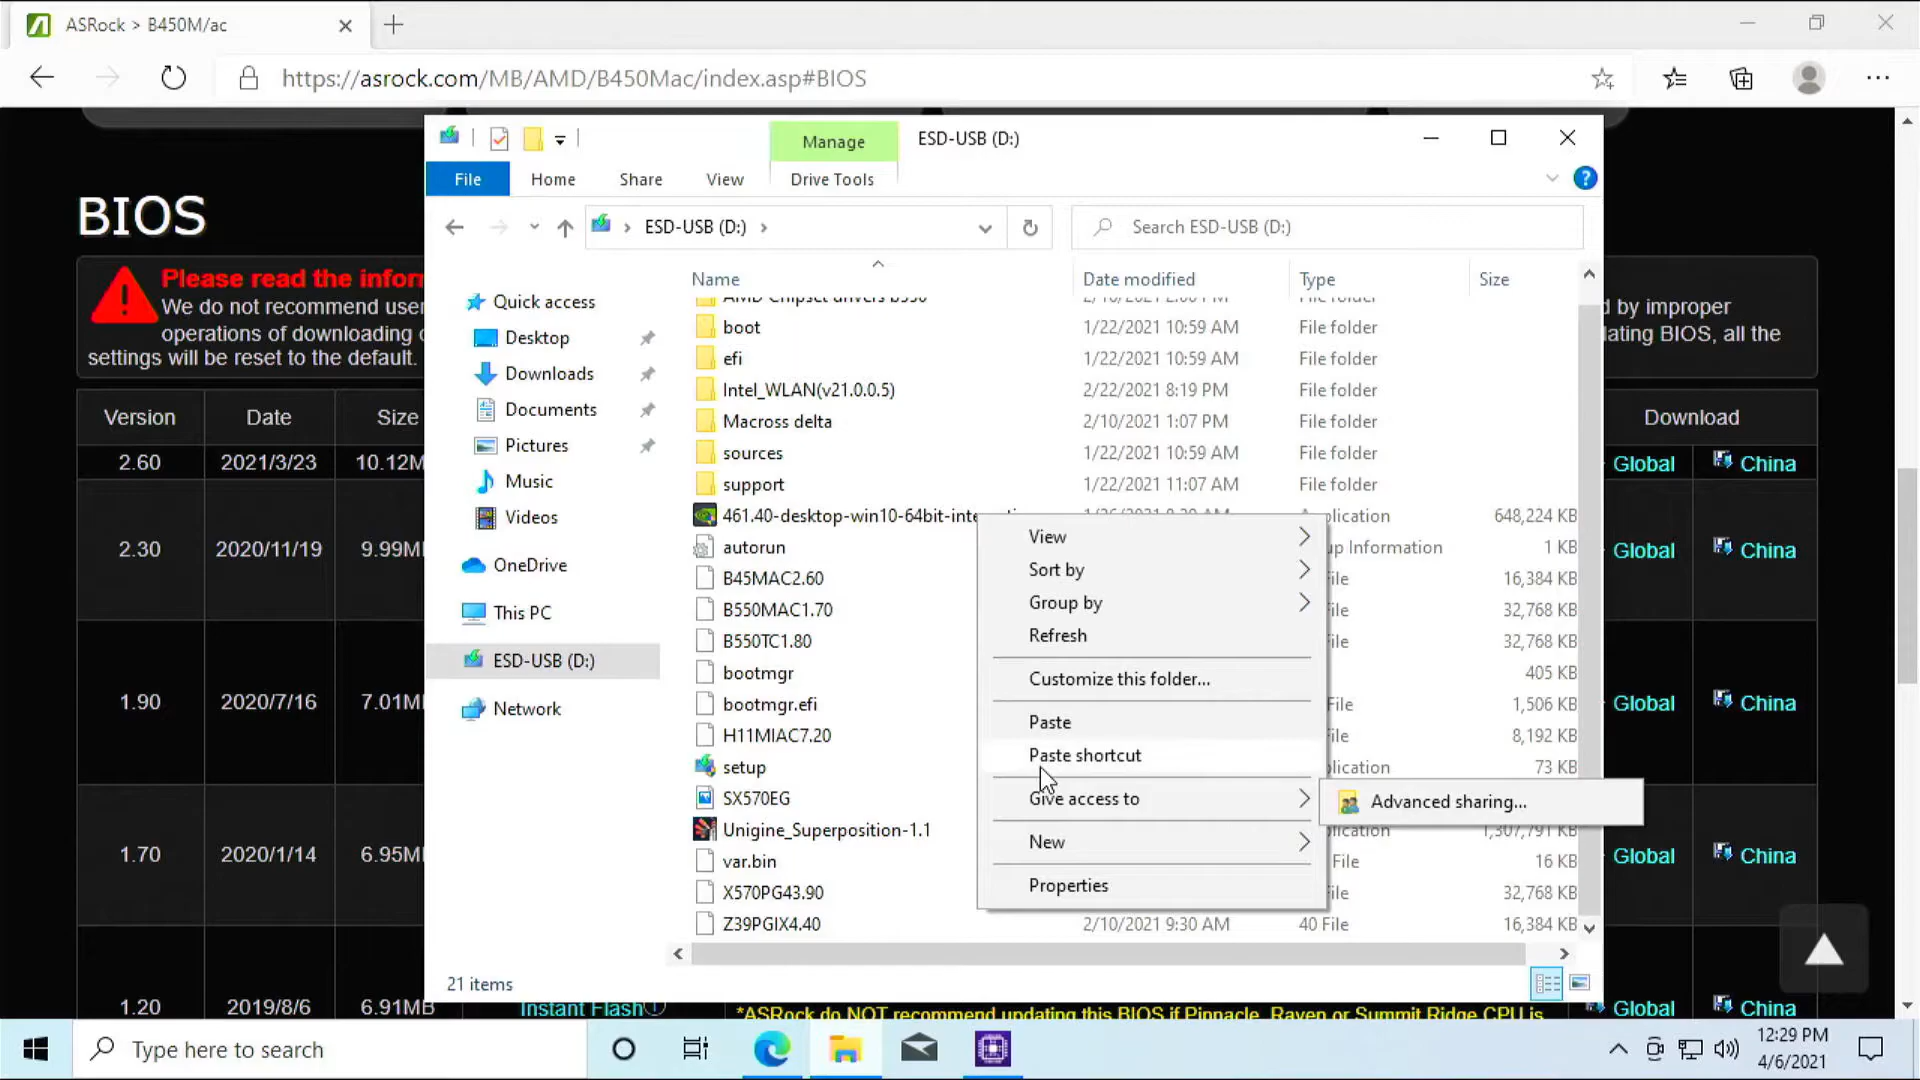 ASRock > B450M/ac
https://asrock.com/MB/AMD/B450Mac/index.asp#BIOS
Manage
ESD-USB (D:)
File
Home
Share
View
Drive Tools
ESD-USB (D:)
Search ESD-USB (D:)
BIOS
Please read the infor
We do not recommend user
operations of downloading o
settings will be reset to the default.
d by improper
lating BIOS, all the
Version Date Size
Download
2.60 2021/3/23 10.12M
Global China
2.30 2020/11/19 9.99MB
Global China
1.90 2020/7/16 7.01MB
Global China
1.70 2020/1/14 6.95MB
Global China
1.20 2019/8/6 6.91MB Instant Flash
Global China
*ASRock do NOT recommend updating this BIOS if Pinnacle, Raven or Summit Ridge CPU is
Quick access
Desktop
Downloads
Documents
Pictures
Music
Videos
OneDrive
This PC
ESD-USB (D:)
Network
Name Date modified Type Size
boot 1/22/2021 10:59 AM File folder
efi 1/22/2021 10:59 AM File folder
Intel_WLAN(v21.0.0.5) 2/22/2021 8:19 PM File folder
Macross delta 2/10/2021 1:07 PM File folder
sources 1/22/2021 10:59 AM File folder
support 1/22/2021 11:07 AM File folder
461.40-desktop-win10-64bit-inte 648,224 KB
autorun up Information 1 KB
B45MAC2.60 File 16,384 KB
B550MAC1.70 32,768 KB
B550TC1.80 32,768 KB
bootmgr 405 KB
bootmgr.efi File 1,506 KB
H11MIAC7.20 File 8,192 KB
setup plication 73 KB
SX570EG
Unigine_Superposition-1.1 plication 1,307,791 KB
var.bin File 16 KB
X570PG43.90 File 32,768 KB
Z39PGIX4.40 2/10/2021 9:30 AM 40 File 16,384 KB
View
Sort by
Group by
Refresh
Customize this folder...
Paste
Paste shortcut
Give access to
New
Properties
Advanced sharing...
21 items
Type here to search
12:29 PM
4/6/2021